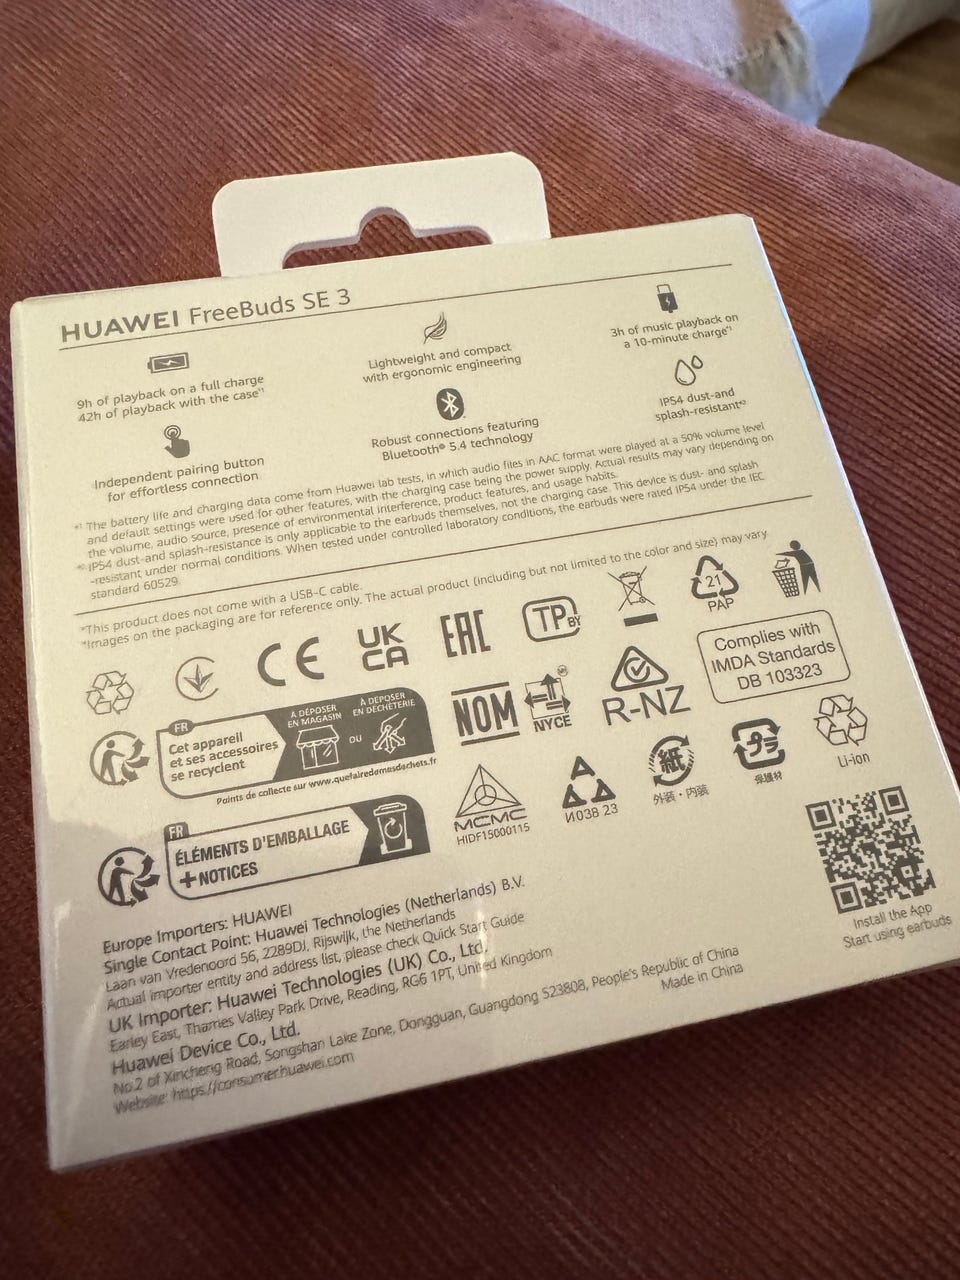 HUAWEI FreeBuds SE 3
9h of playback on a full charge
42h of playback with the case*¹
Lightweight and compact
with ergonomic engineering
3h of music playback on
a 10-minute charge*¹
Independent pairing button
for effortless connection
Robust connections featuring
Bluetooth® 5.4 technology
IP54 dust-and
splash-resistant*²
*¹ The battery life and charging data come from Huawei lab tests, in which audio files in AAC format were played at a 50% volume level
and default settings were used for other features, with the charging case being the power supply. Actual results may vary depending on
the volume, audio source, presence of environmental interference, product features, and usage habits.
*² IP54 dust-and splash-resistance is only applicable to the earbuds themselves, not the charging case. This device is dust- and splash
-resistant under normal conditions. When tested under controlled laboratory conditions, the earbuds were rated IP54 under the IEC
standard 60529.
*This product does not come with a USB-C cable.
*Images on the packaging are for reference only. The actual product (including but not limited to the color and size) may vary
CE
UK
CA
EAC
TP BY
21
PAP
FR
Cet appareil
et ses accessoires
se recyclent
À DÉPOSER
EN MAGASIN
OU
À DÉPOSER
EN DÉCHÈTERIE
Points de collecte sur www.quefairedemesdechets.fr
NOM
NYCE
R-NZ
Complies with
IMDA Standards
DB 103323
FR
ÉLÉMENTS D'EMBALLAGE
+NOTICES
MCMC
HIDF15000115
И038 23
紙
外装・内装
プラ
保護材
Li-ion
Install the App
Start using earbuds
Europe Importers: HUAWEI
Single Contact Point: Huawei Technologies (Netherlands) B.V.
Laan van Vredenoord 56, 2289DJ, Rijswijk, the Netherlands
Actual importer entity and address list, please check Quick Start Guide
UK Importer: Huawei Technologies (UK) Co., Ltd.
Earley East, Thames Valley Park Drive, Reading, RG6 1PT, United Kingdom
Huawei Device Co., Ltd.
No.2 of Xincheng Road, Songshan Lake Zone, Dongguan, Guangdong 523808, People's Republic of China
Website: https://consumer.huawei.com
Made in China